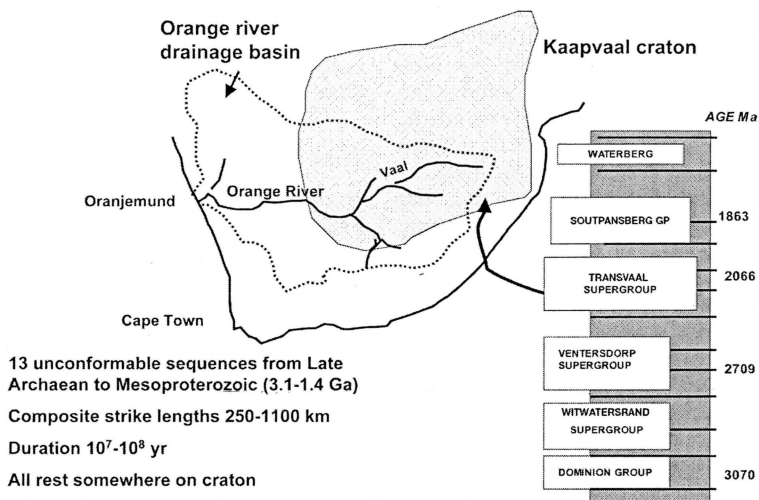 Orange river
drainage basin
Kaapvaal craton
AGE Ma
WATERBERG
Vaal
Orange River
Oranjemund
SOUTPANSBERG GP
1863
TRANSVAAL
SUPERGROUP
2066
Cape Town
VENTERSDORP
SUPERGROUP
2709
WITWATERSRAND
SUPERGROUP
DOMINION GROUP
3070
13 unconformable sequences from Late
Archaean to Mesoproterozoic (3.1-1.4 Ga)
Composite strike lengths 250-1100 km
Duration 10⁷-10⁸ yr
All rest somewhere on craton